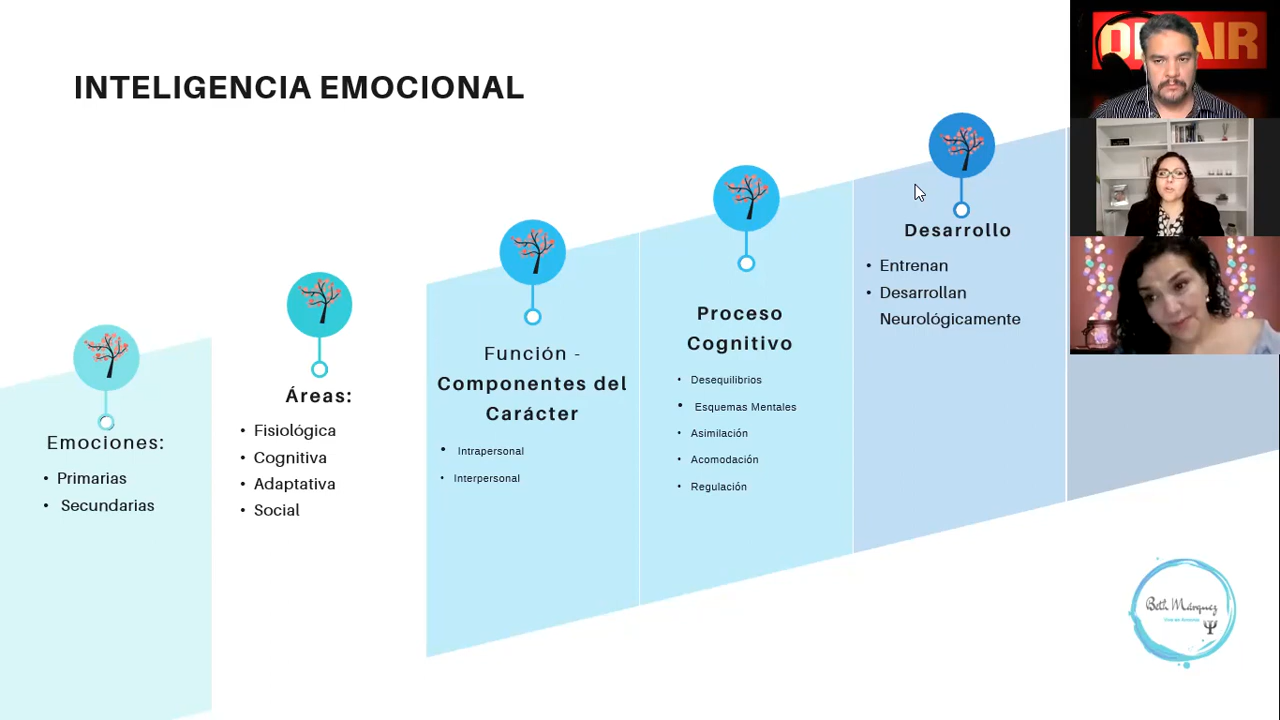 INTELIGENCIA EMOCIONAL
Emociones:
• Primarias
• Secundarias
Áreas:
• Fisiológica
• Cognitiva
• Adaptativa
• Social
Función -
Componentes del
Carácter
• Intrapersonal
• Interpersonal
Proceso
Cognitivo
• Desequilibrios
• Esquemas Mentales
• Asimilación
• Acomodación
• Regulación
Desarrollo
• Entrenan
• Desarrollan
Neurológicamente
ON AIR
Beth Márquez